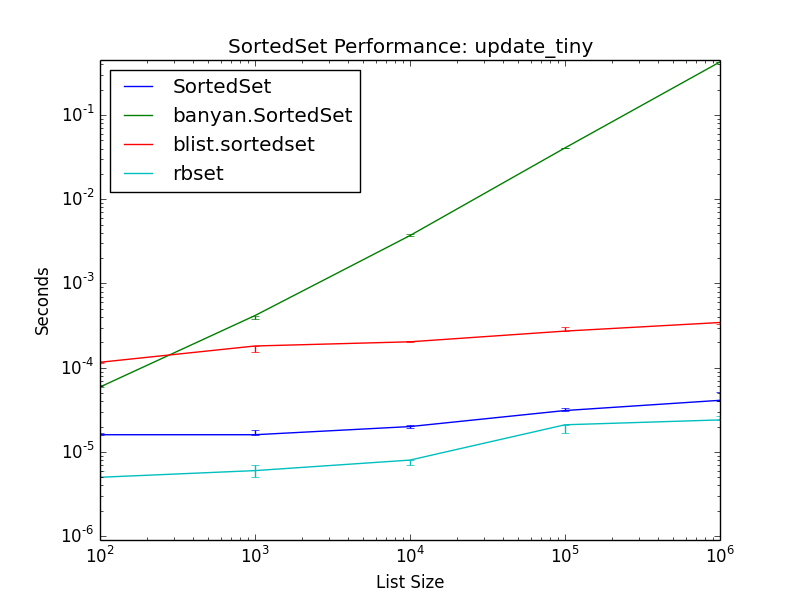 SortedSet Performance: update_tiny
SortedSet
banyan.SortedSet
blist.sortedset
rbset
10^-1
10^-2
10^-3
10^-4
10^-5
10^-6
Seconds
10^2 10^3 10^4 10^5 10^6
List Size